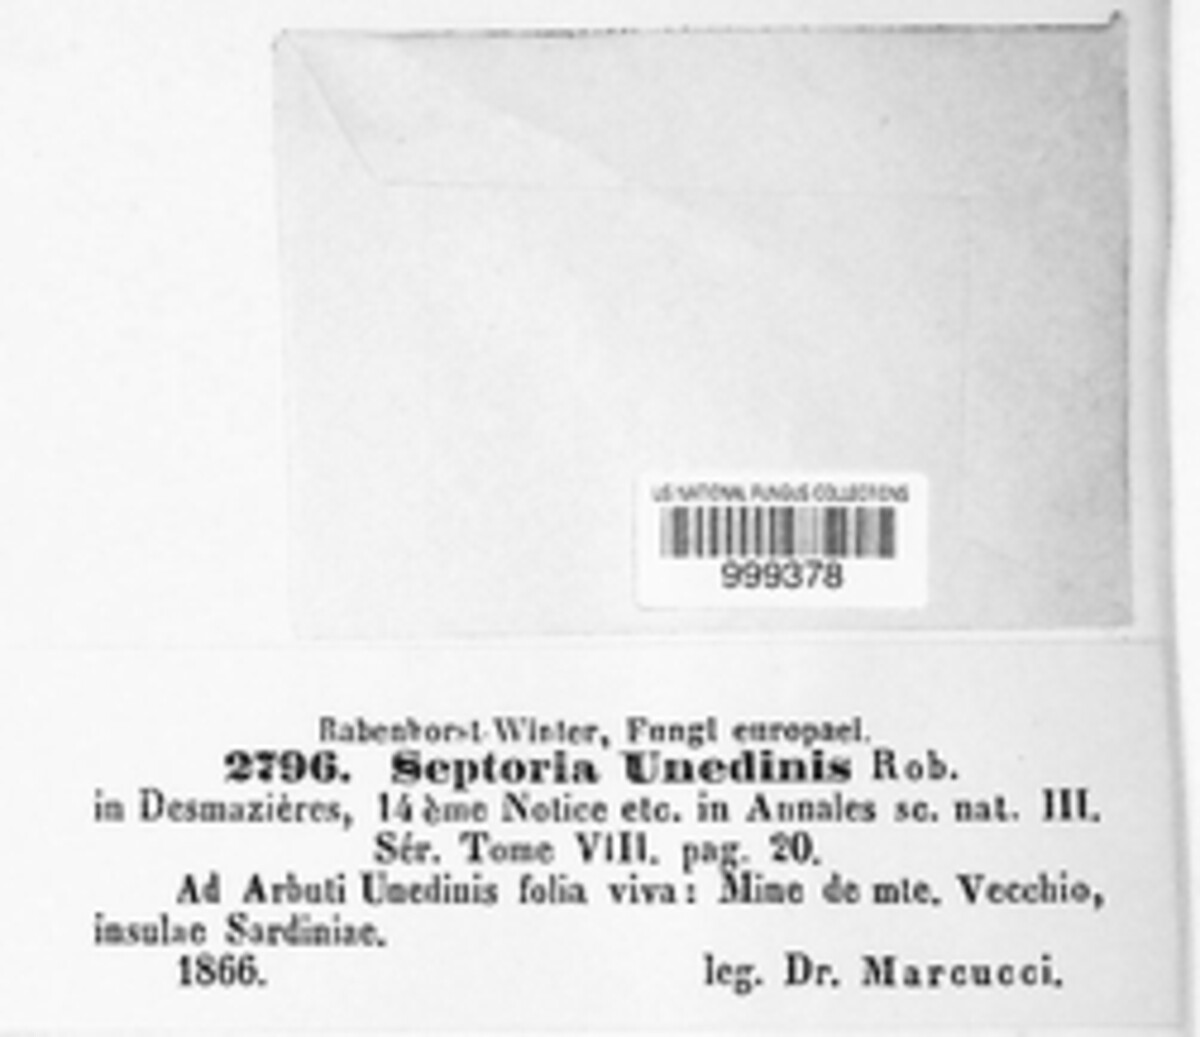 US NATIONAL FUNGUS COLLECTIONS
999378
Rabenhorst-Winter, Fungi europaei.
2796. Septoria Unedinis Rob.
in Desmazières, 14ème Notice etc. in Annales sc. nat. III.
Sér. Tome VIII. pag. 20.
Ad Arbuti Unedinis folia viva: Mine de mte. Vecchio,
insulae Sardiniae.
1866. leg. Dr. Marcucci.